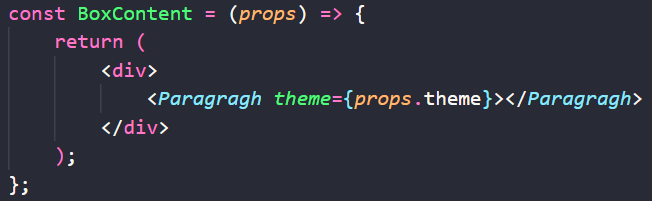 const BoxContent = (props) => {
return (
<div>
<Paragragh theme={props.theme}></Paragragh>
</div>
);
};